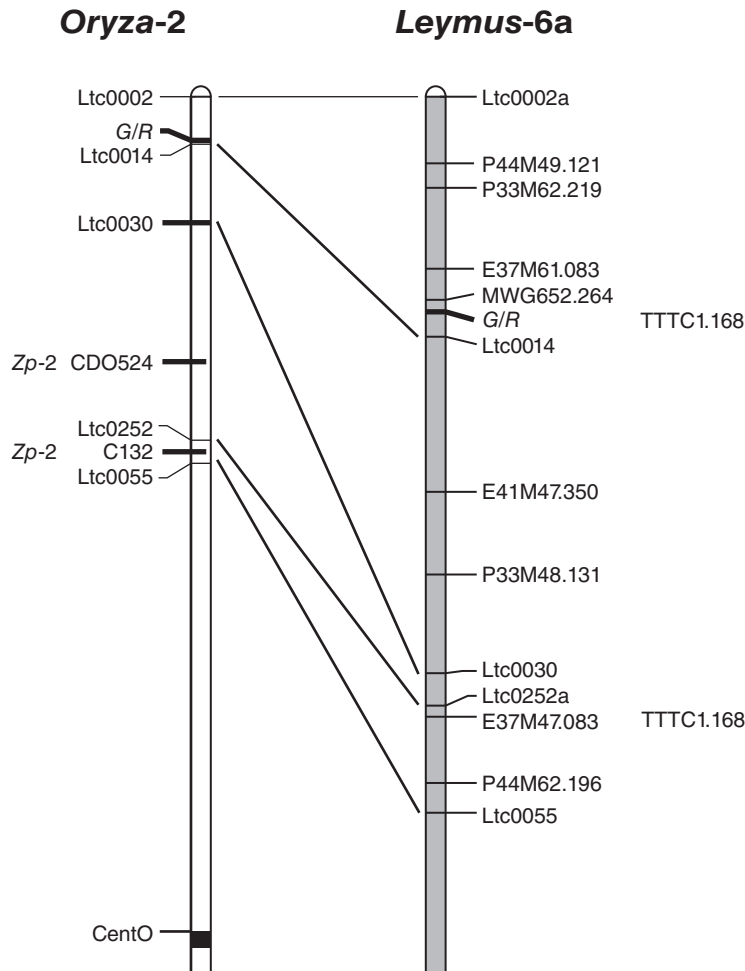 Oryza-2
Leymus-6a
Ltc0002
G/R
Ltc0014
Ltc0030
Zp-2 CDO524
Ltc0252
Zp-2 C132
Ltc0055
CentO
Ltc0002a
P44M49.121
P33M62.219
E37M61.083
MWG652.264
G/R TTTC1.168
Ltc0014
E41M47.350
P33M48.131
Ltc0030
Ltc0252a
E37M47.083 TTTC1.168
P44M62.196
Ltc0055